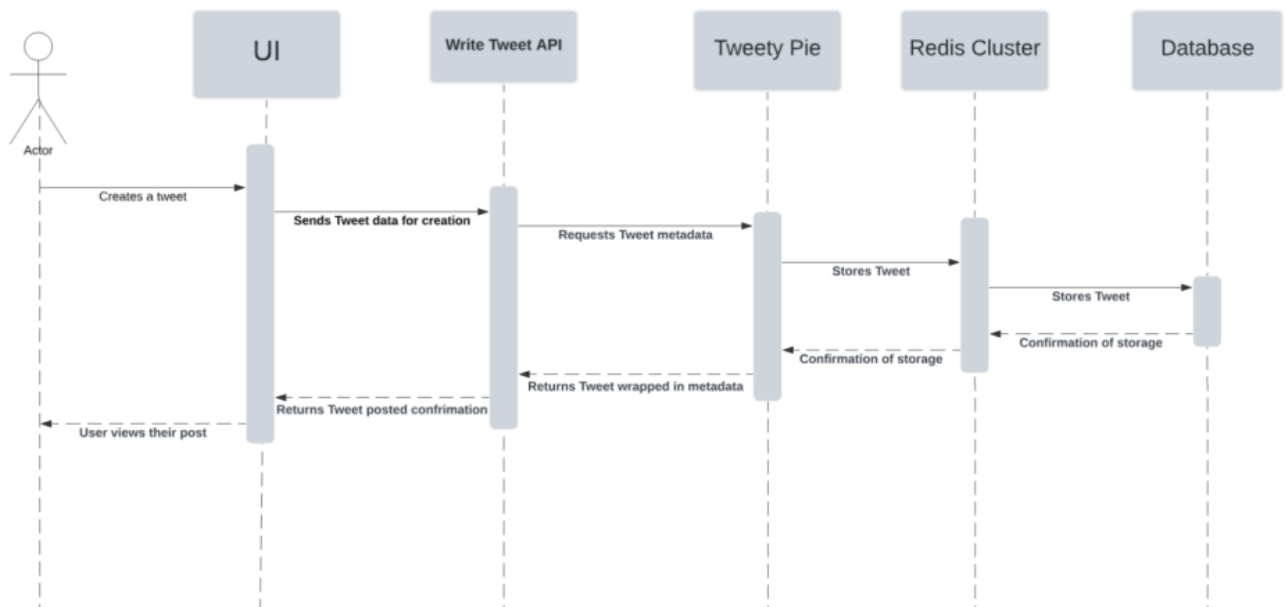 UI
Write Tweet API
Tweety Pie
Redis Cluster
Database
Actor
Creates a tweet
Sends Tweet data for creation
Requests Tweet metadata
Stores Tweet
Stores Tweet
Confirmation of storage
Confirmation of storage
Returns Tweet wrapped in metadata
Returns Tweet posted confrimation
User views their post